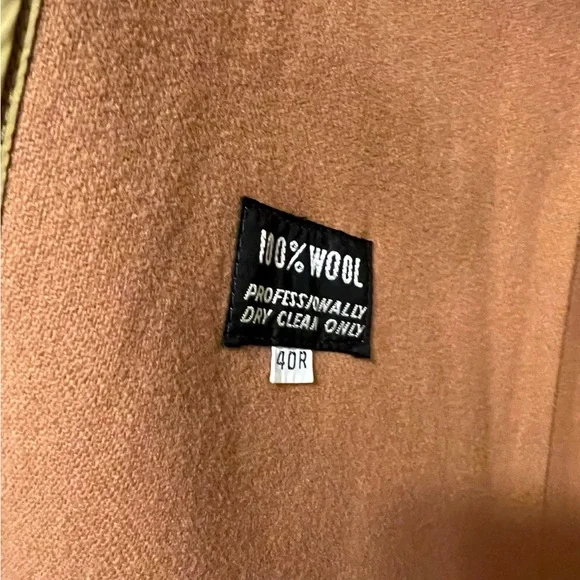 100% WOOL
PROFESSIONALLY
DRY CLEAN ONLY
40R